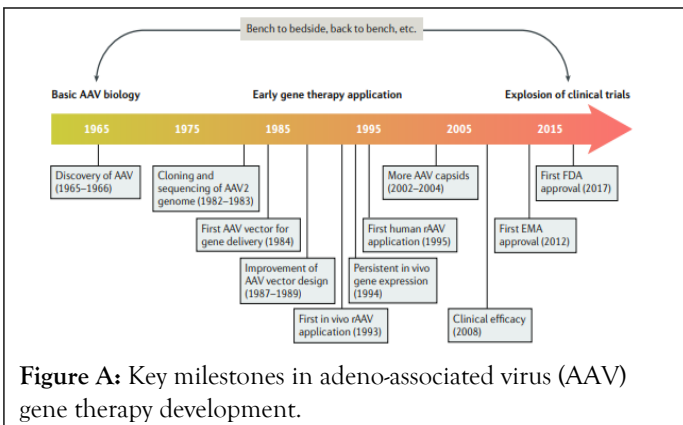 Bench to bedside, back to bench, etc.
Basic AAV biology
Early gene therapy application
Explosion of clinical trials
1965
1975
1985
1995
2005
2015
Discovery of AAV
(1965–1966)
Cloning and
sequencing of AAV2
genome (1982–1983)
More AAV capsids
(2002–2004)
First FDA
approval (2017)
First AAV vector for
gene delivery (1984)
First human rAAV
application (1995)
First EMA
approval (2012)
Improvement of
AAV vector design
(1987–1989)
Persistent in vivo
gene expression
(1994)
First in vivo rAAV
application (1993)
Clinical efficacy
(2008)
Figure A: Key milestones in adeno-associated virus (AAV)
gene therapy development.